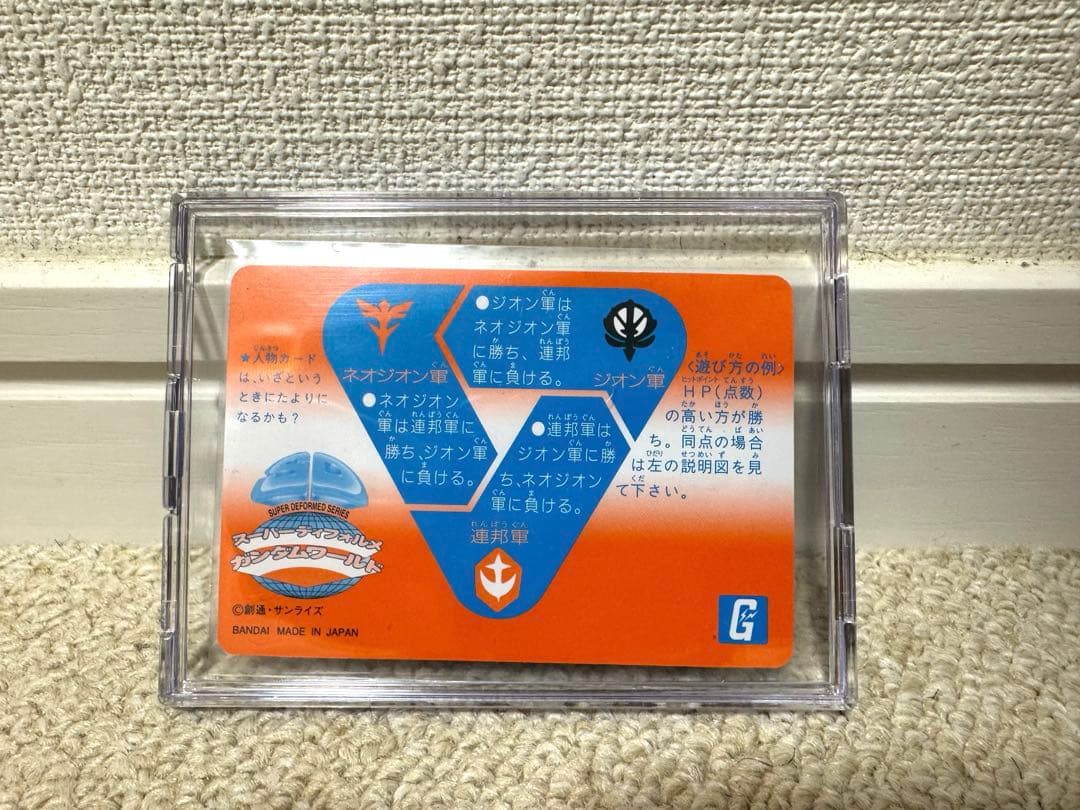 ★人物カード
は、いざという
ときにたよりに
なるかも?
ネオジオン軍
●ネオジオン
軍は連邦軍に
勝ち、ジオン軍
に負ける。
●ジオン軍は
ネオジオン軍
に勝ち、連邦
軍に負ける。
ジオン軍
●連邦軍は
ジオン軍に勝
ち、ネオジオン
軍に負ける。
連邦軍
〈遊び方の例〉
HP(点数)
の高い方が勝
ち。同点の場合
は左の説明図を見
て下さい。
SUPER DEFORMED SERIES
スーパーディフォルメ
ガンダムワールド
©創通・サンライズ
BANDAI MADE IN JAPAN
G